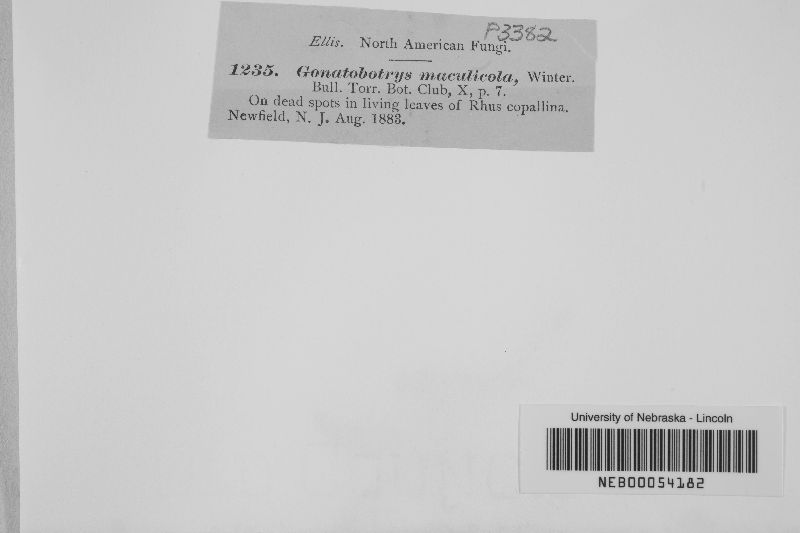 P3382
Ellis. North American Fungi.
1235. Gonatobotrys maculicola, Winter.
Bull. Torr. Bot. Club, X, p. 7.
On dead spots in living leaves of Rhus copallina.
Newfield, N. J. Aug. 1883.
University of Nebraska - Lincoln
NEB00054182